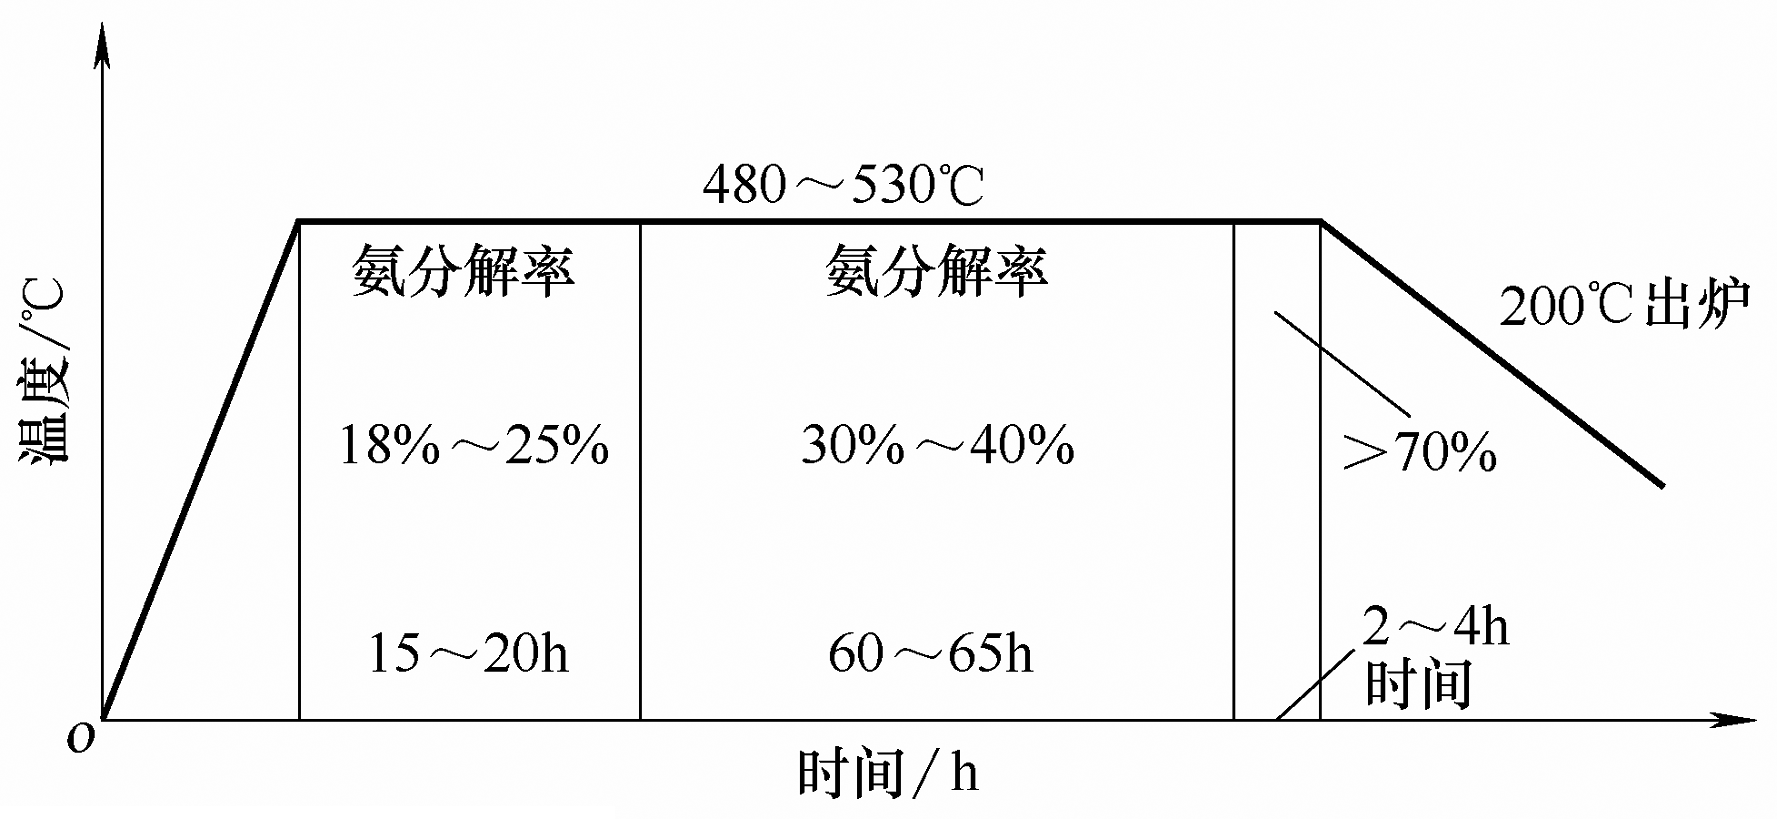 480～530℃
氨分解率
氨分解率
200℃出炉
温度/℃
18%～25%
30%～40%
>70%
15～20h
60～65h
2～4h
时间
o
时间/h